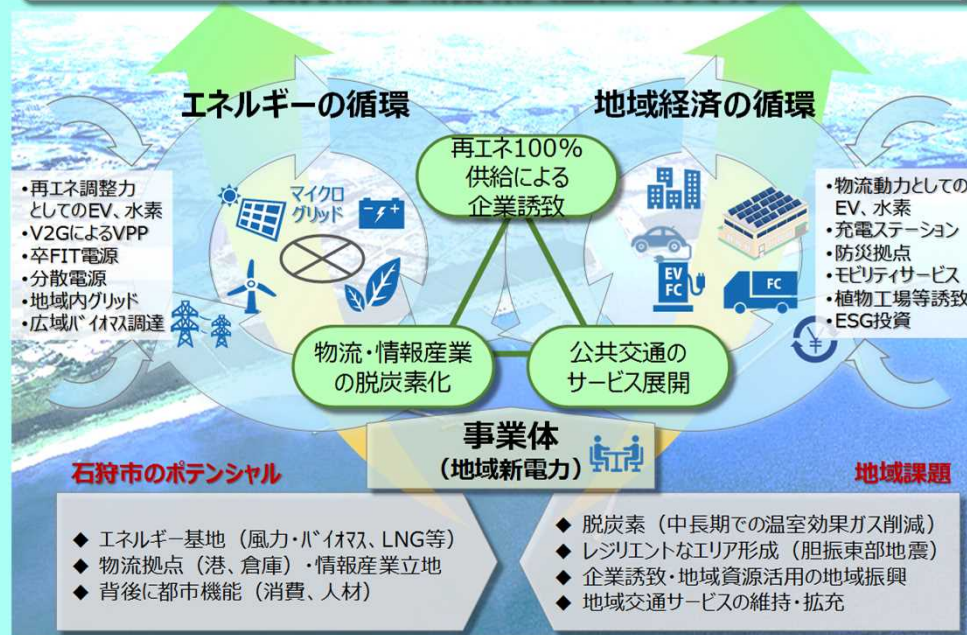 エネルギーの循環
地域経済の循環
再エネ100%
供給による
企業誘致
・再エネ調整力
としてのEV、水素
・V2GによるVPP
・卒FIT電源
・分散電源
・地域内グリッド
・広域バイオマス調達
マイクロ
グリッド
EV
FC
FC
・物流動力としての
EV、水素
・充電ステーション
・防災拠点
・モビリティサービス
・植物工場等誘致
・ESG投資
¥
物流・情報産業
の脱炭素化
公共交通の
サービス展開
事業体
（地域新電力）
石狩市のポテンシャル
◆ エネルギー基地（風力・バイオマス、LNG等）
◆ 物流拠点（港、倉庫）・情報産業立地
◆ 背後に都市機能（消費、人材）
地域課題
◆ 脱炭素（中長期での温室効果ガス削減）
◆ レジリエントなエリア形成（胆振東部地震）
◆ 企業誘致・地域資源活用の地域振興
◆ 地域交通サービスの維持・拡充